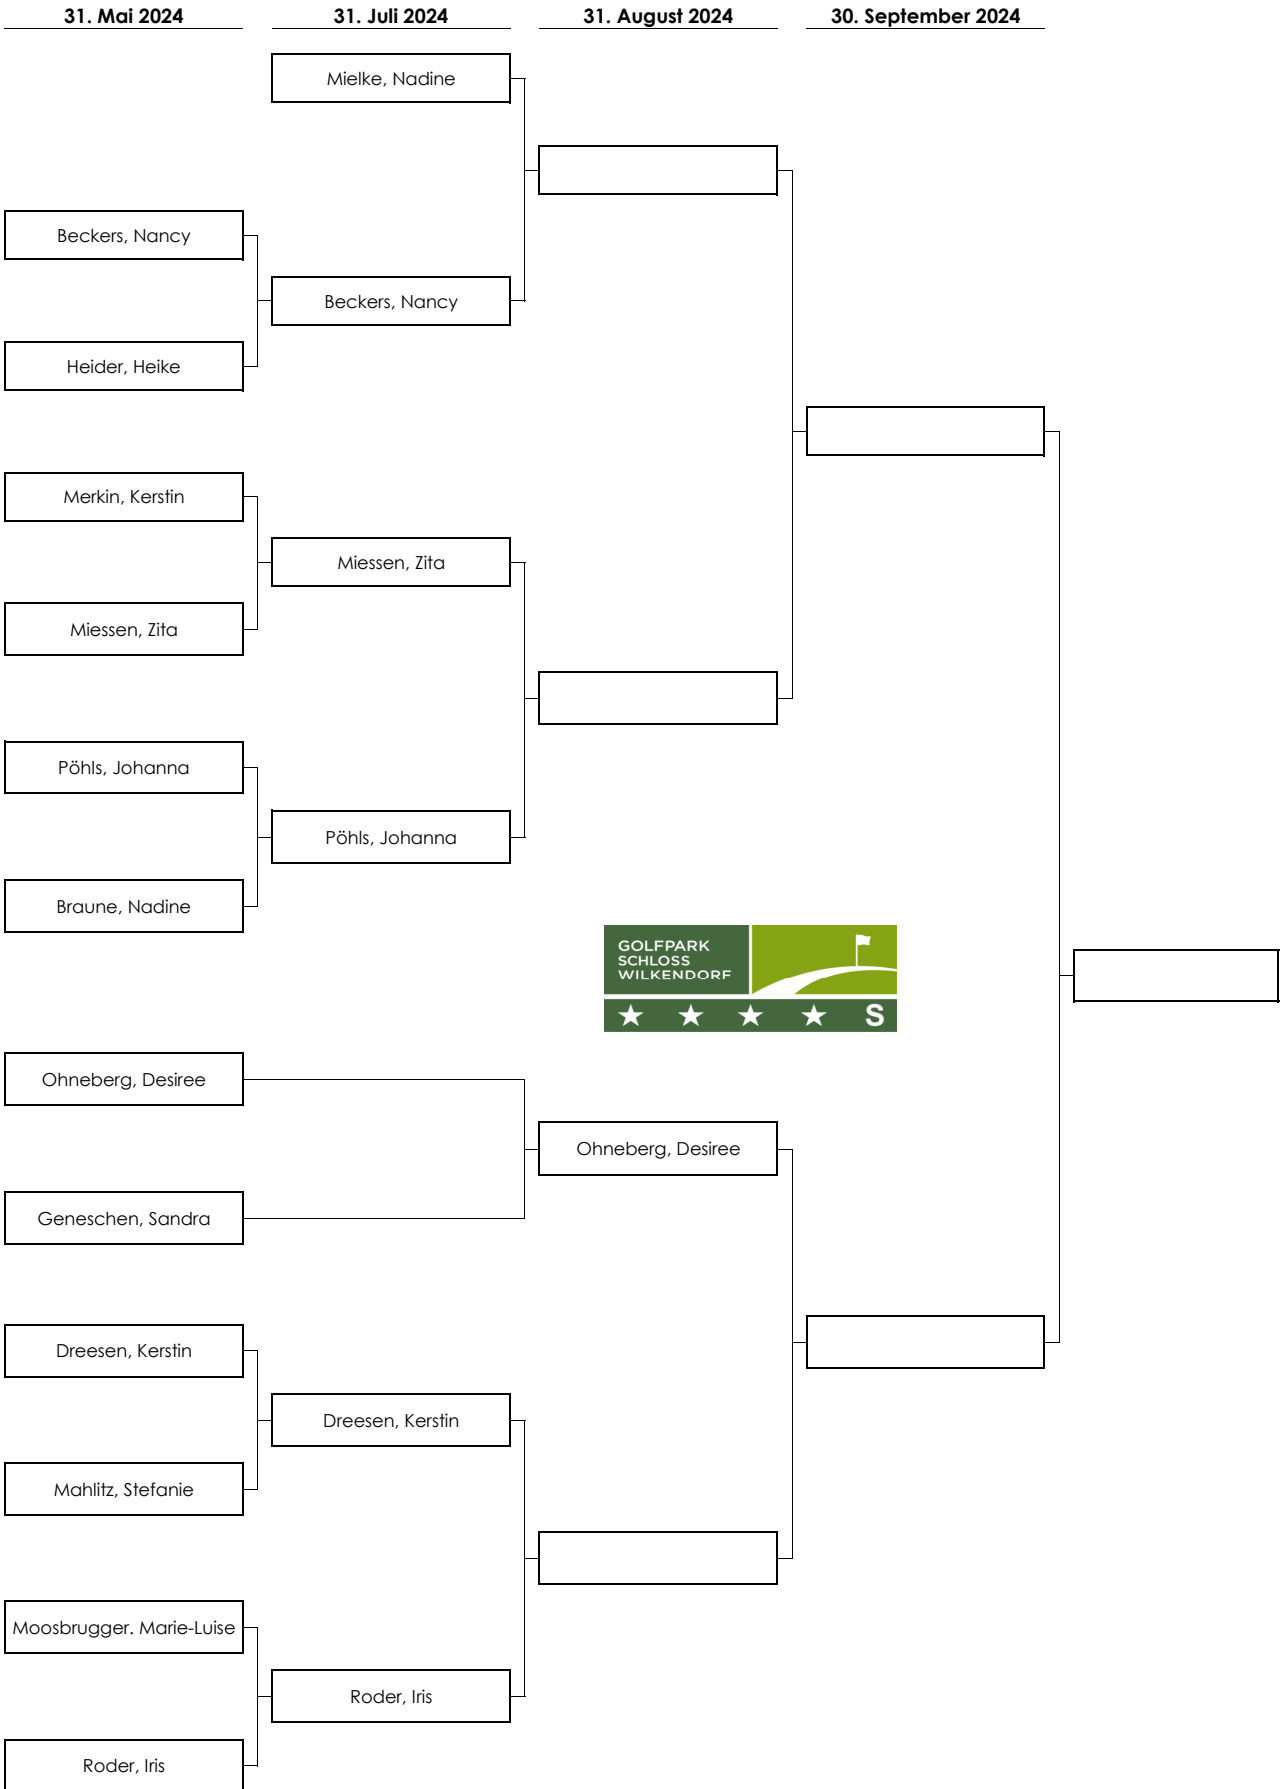 31. Mai 2024 31. Juli 2024 31. August 2024 30. September 2024
Mielke, Nadine
Beckers, Nancy
Beckers, Nancy
Heider, Heike
Merkin, Kerstin
Miessen, Zita
Miessen, Zita
Pöhls, Johanna
Pöhls, Johanna
Braune, Nadine
GOLFPARK
SCHLOSS
WILKENDORF
S
Ohneberg, Desiree
Ohneberg, Desiree
Geneschen, Sandra
Dreesen, Kerstin
Dreesen, Kerstin
Mahlitz, Stefanie
Moosbrugger. Marie-Luise
Roder, Iris
Roder, Iris